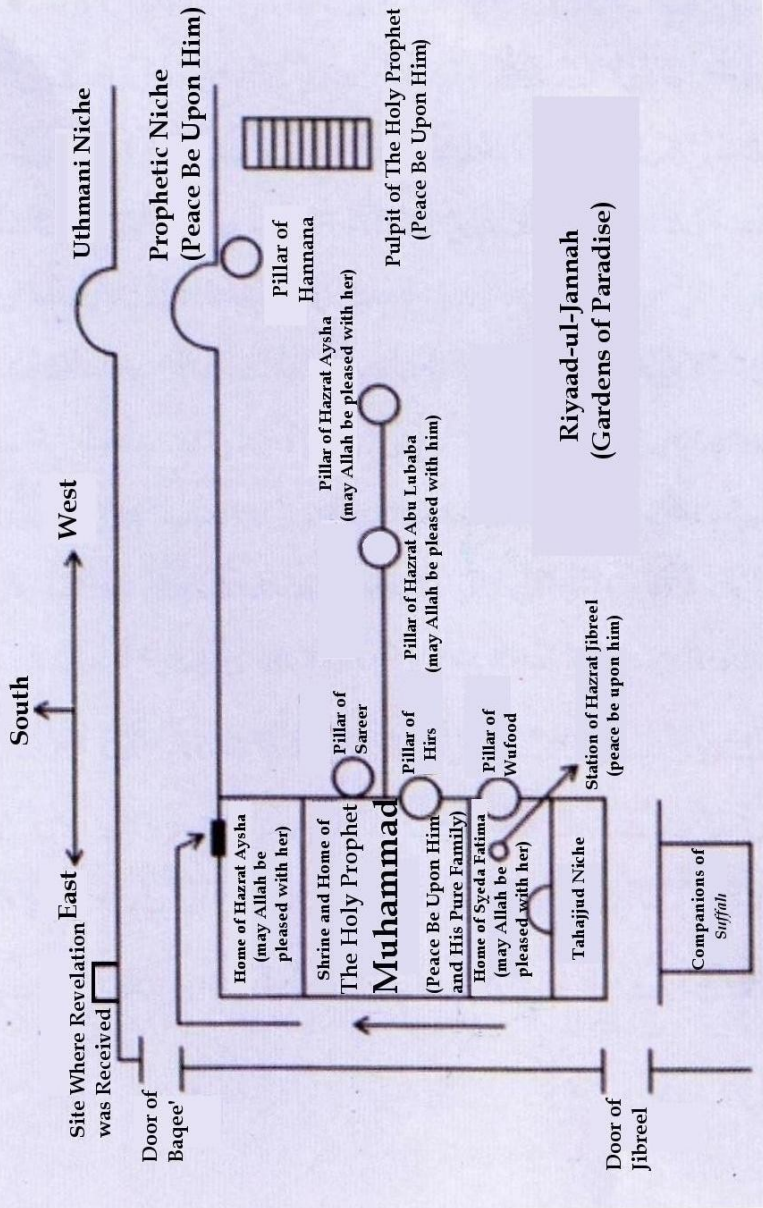 South
East
West
Site Where Revelation
was Received
Uthmani Niche
Prophetic Niche
(Peace Be Upon Him)
Door of
Baqee'
Pillar of
Hannana
Pulpit of The Holy Prophet
(Peace Be Upon Him)
Home of Hazrat Aysha
(may Allah be
pleased with her)
Pillar of
Sareer
Pillar of Hazrat Aysha
(may Allah be pleased with her)
Shrine and Home of
The Holy Prophet
Muhammad
(Peace Be Upon Him
and His Pure Family)
Pillar of
Hirs
Pillar of Hazrat Abu Lubaba
(may Allah be pleased with him)
Home of Syeda Fatima
(may Allah be
pleased with her)
Pillar of
Wufood
Riyaad-ul-Jannah
(Gardens of Paradise)
Tahajjud Niche
Station of Hazrat Jibreel
(peace be upon him)
Door of
Jibreel
Companions of
Suffah